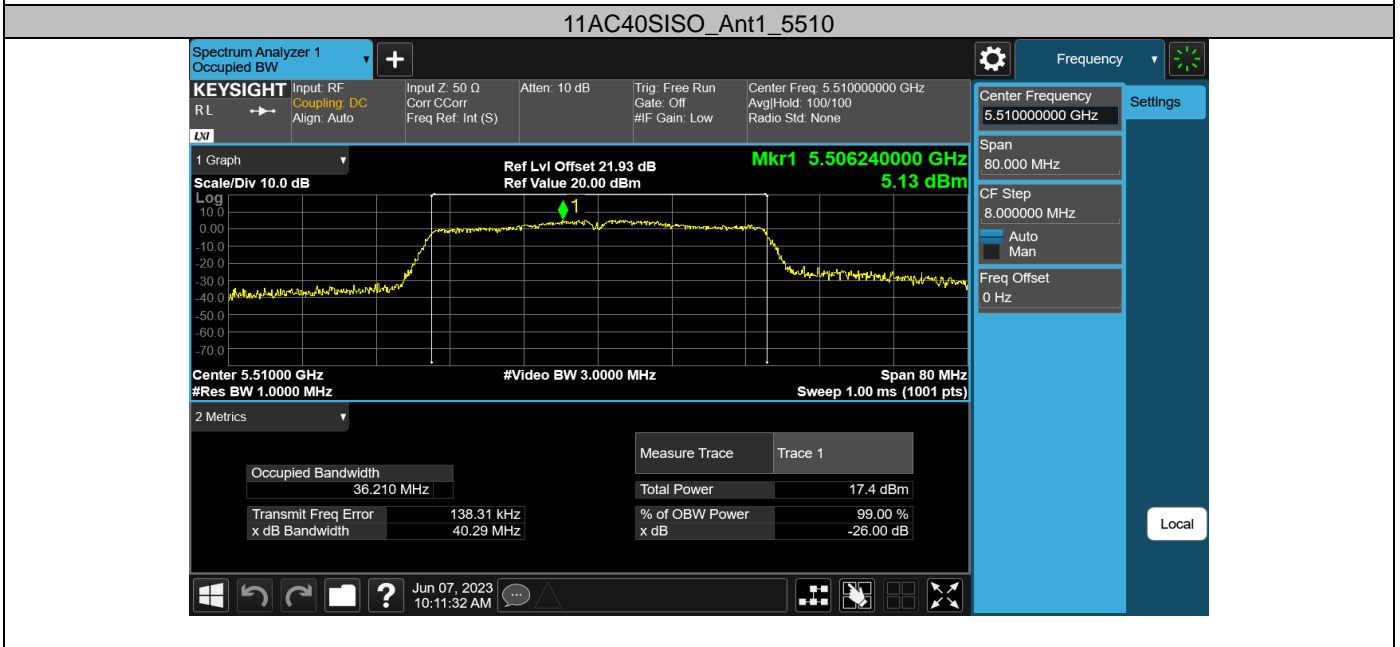 11AC40SISO_Ant1_5510
Spectrum Analyzer 1
Occupied BW
Frequency
KEYSIGHT
R L
LXI
Input: RF
Coupling: DC
Align: Auto
Input Z: 50 Ω
Corr CCorr
Freq Ref: Int (S)
Atten: 10 dB
Trig: Free Run
Gate: Off
#IF Gain: Low
Center Freq: 5.510000000 GHz
Avg|Hold: 100/100
Radio Std: None
Center Frequency
5.510000000 GHz
Settings
Span
80.000 MHz
CF Step
8.000000 MHz
Auto
Man
Freq Offset
0 Hz
Local
1 Graph
Scale/Div 10.0 dB
Ref Lvl Offset 21.93 dB
Ref Value 20.00 dBm
Mkr1 5.506240000 GHz
5.13 dBm
Log
10.0
0.00
-10.0
-20.0
-30.0
-40.0
-50.0
-60.0
-70.0
1
Center 5.51000 GHz
#Video BW 3.0000 MHz
Span 80 MHz
#Res BW 1.0000 MHz
Sweep 1.00 ms (1001 pts)
2 Metrics
Measure Trace Trace 1
Occupied Bandwidth
36.210 MHz
Total Power 17.4 dBm
Transmit Freq Error 138.31 kHz
% of OBW Power 99.00 %
x dB Bandwidth 40.29 MHz
x dB -26.00 dB
?
Jun 07, 2023
10:11:32 AM